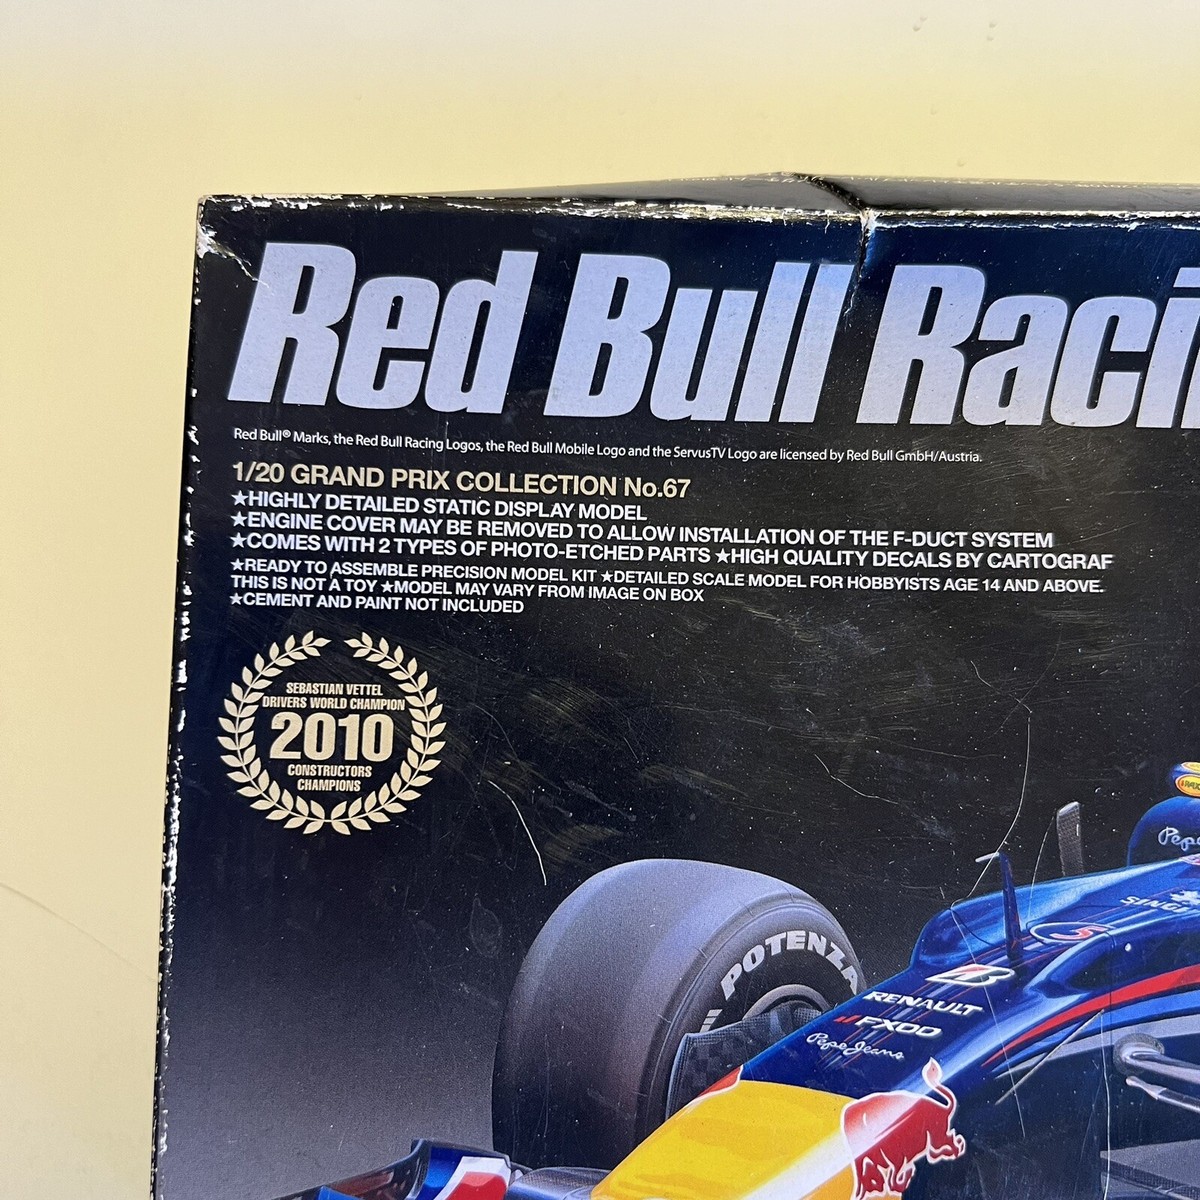 Red Bull Raci
Red Bull® Marks, the Red Bull Racing Logos, the Red Bull Mobile Logo and the ServusTV Logo are licensed by Red Bull GmbH/Austria.
1/20 GRAND PRIX COLLECTION No.67
★HIGHLY DETAILED STATIC DISPLAY MODEL
★ENGINE COVER MAY BE REMOVED TO ALLOW INSTALLATION OF THE F-DUCT SYSTEM
★COMES WITH 2 TYPES OF PHOTO-ETCHED PARTS ★HIGH QUALITY DECALS BY CARTOGRAF
★READY TO ASSEMBLE PRECISION MODEL KIT ★DETAILED SCALE MODEL FOR HOBBYISTS AGE 14 AND ABOVE.
THIS IS NOT A TOY ★MODEL MAY VARY FROM IMAGE ON BOX
★CEMENT AND PAINT NOT INCLUDED
SEBASTIAN VETTEL
DRIVERS WORLD CHAMPION
2010
CONSTRUCTORS
CHAMPIONS
Pepe
SINGH
5
POTENZA
B
RENAULT
FXDD
Pepe Jeans